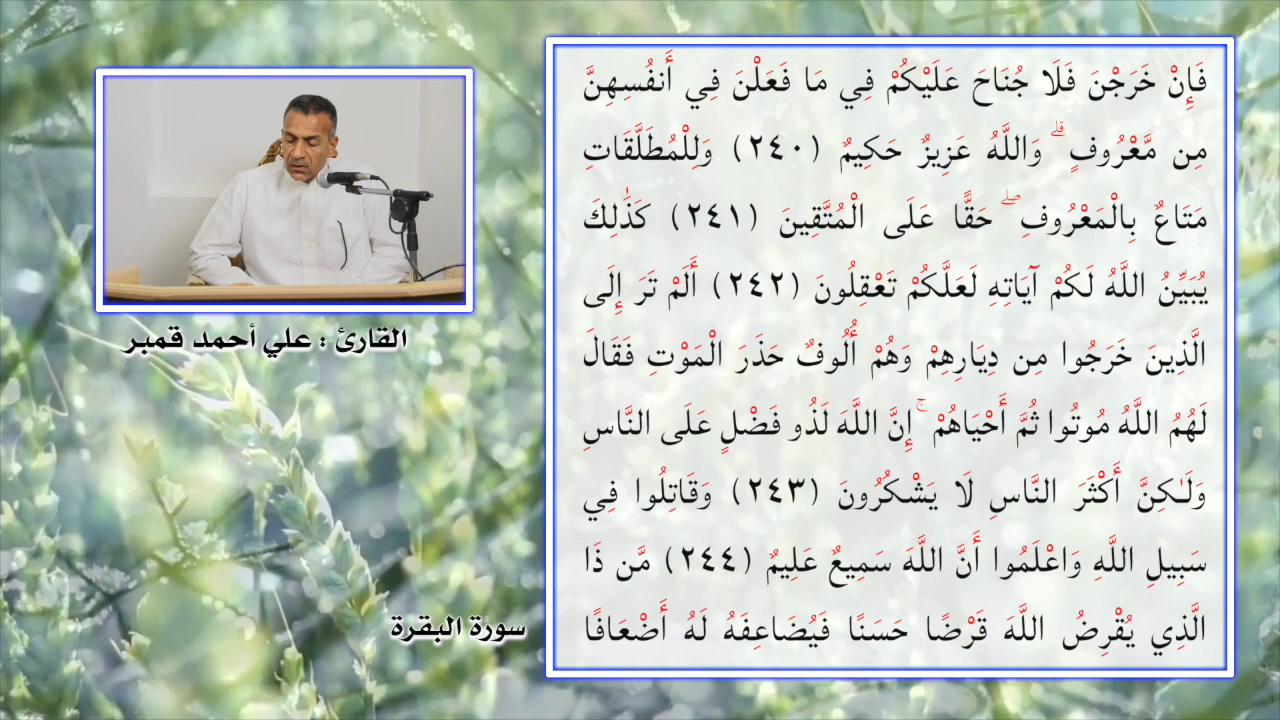 فَإِنْ خَرَجْنَ فَلَا جُنَاحَ عَلَيْكُمْ فِي مَا فَعَلْنَ فِي أَنفُسِهِنَّ
مِن مَّعْرُوفٍ ۗ وَاللَّهُ عَزِيزٌ حَكِيمٌ (٢٤٠) وَلِلْمُطَلَّقَاتِ
مَتَاعٌ بِالْمَعْرُوفِ ۖ حَقًّا عَلَى الْمُتَّقِينَ (٢٤١) كَذَٰلِكَ
يُبَيِّنُ اللَّهُ لَكُمْ آيَاتِهِ لَعَلَّكُمْ تَعْقِلُونَ (٢٤٢) أَلَمْ تَرَ إِلَى
الَّذِينَ خَرَجُوا مِن دِيَارِهِمْ وَهُمْ أُلُوفٌ حَذَرَ الْمَوْتِ فَقَالَ
لَهُمُ اللَّهُ مُوتُوا ثُمَّ أَحْيَاهُمْ ۚ إِنَّ اللَّهَ لَذُو فَضْلٍ عَلَى النَّاسِ
وَلَٰكِنَّ أَكْثَرَ النَّاسِ لَا يَشْكُرُونَ (٢٤٣) وَقَاتِلُوا فِي
سَبِيلِ اللَّهِ وَاعْلَمُوا أَنَّ اللَّهَ سَمِيعٌ عَلِيمٌ (٢٤٤) مَّن ذَا
الَّذِي يُقْرِضُ اللَّهَ قَرْضًا حَسَنًا فَيُضَاعِفَهُ لَهُ أَضْعَافًا
القارئ : علي أحمد قمبر
سورة البقرة